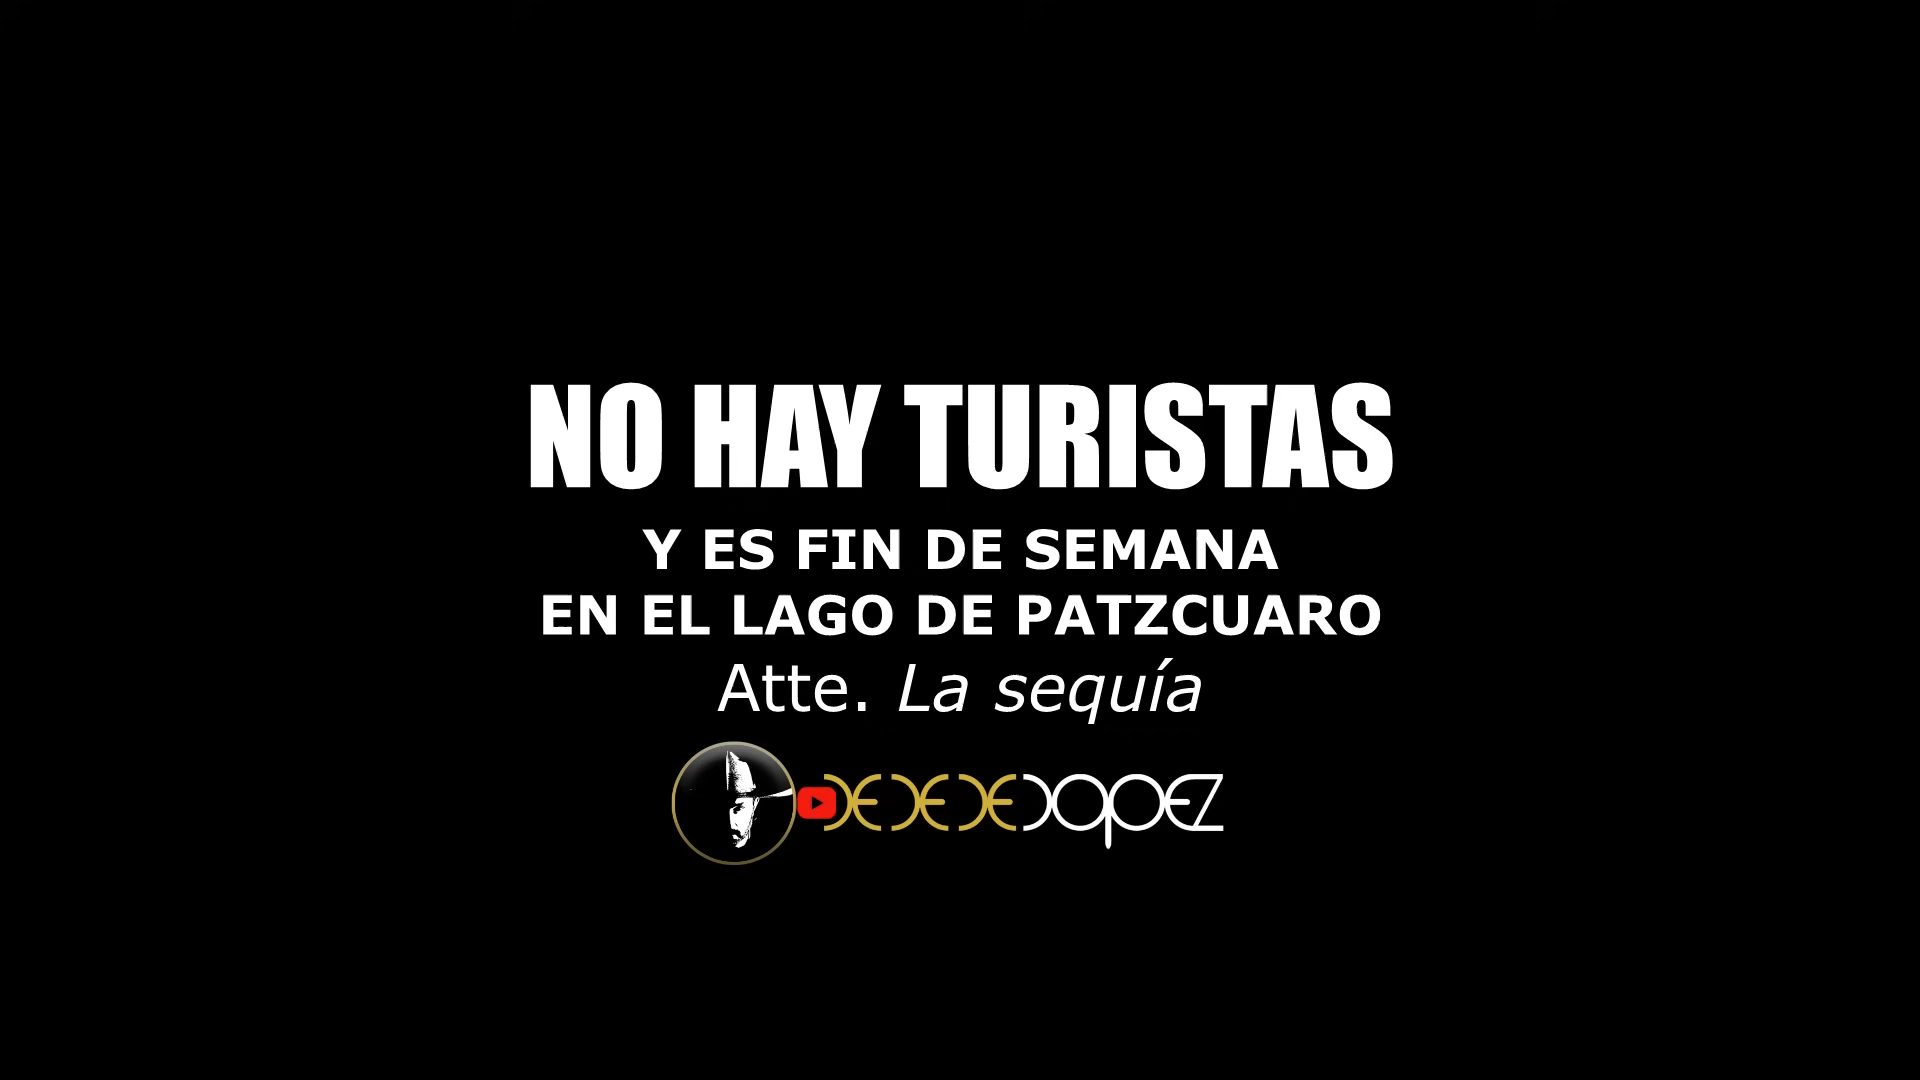 NO HAY TURISTAS
Y ES FIN DE SEMANA
EN EL LAGO DE PATZCUARO
Atte. La sequía